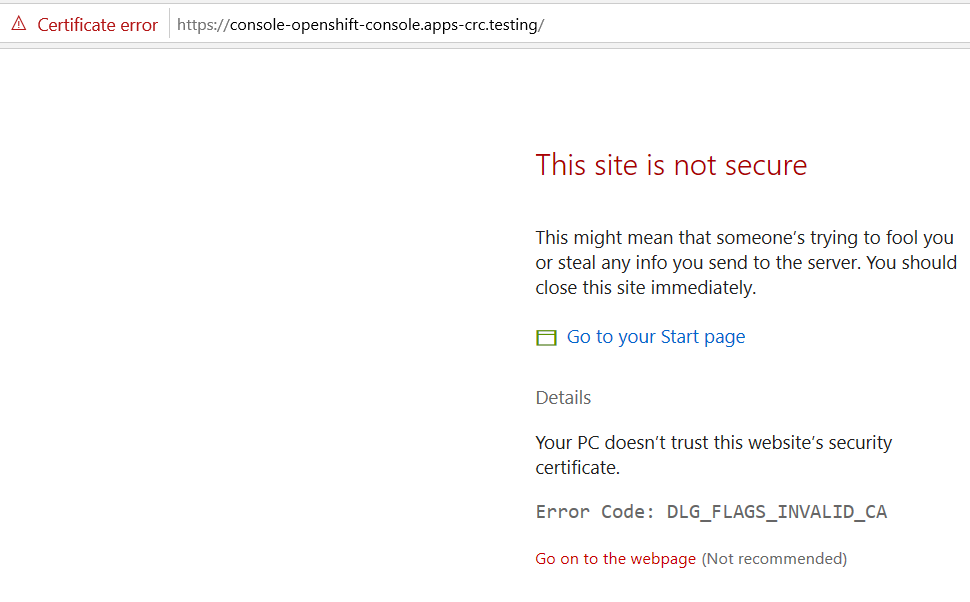 Certificate error https://console-openshift-console.apps-crc.testing/
This site is not secure
This might mean that someone’s trying to fool you
or steal any info you send to the server. You should
close this site immediately.
Go to your Start page
Details
Your PC doesn’t trust this website’s security
certificate.
Error Code: DLG_FLAGS_INVALID_CA
Go on to the webpage (Not recommended)